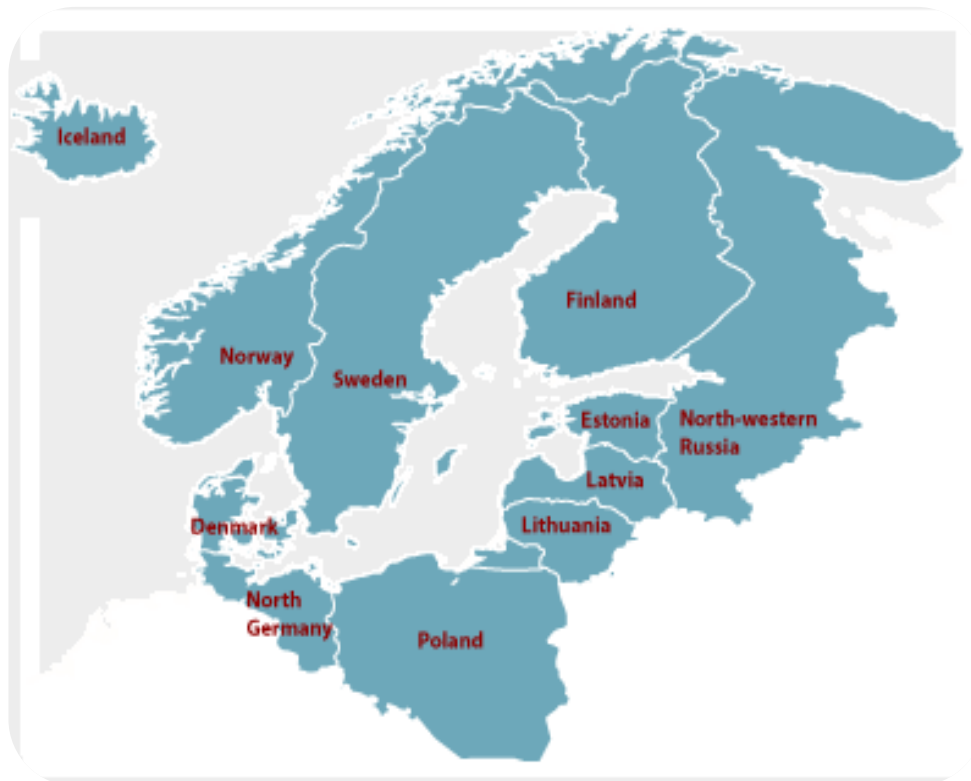 Iceland
Finland
Norway
Sweden
Estonia
North-western
Russia
Latvia
Lithuania
Denmark
North
Germany
Poland